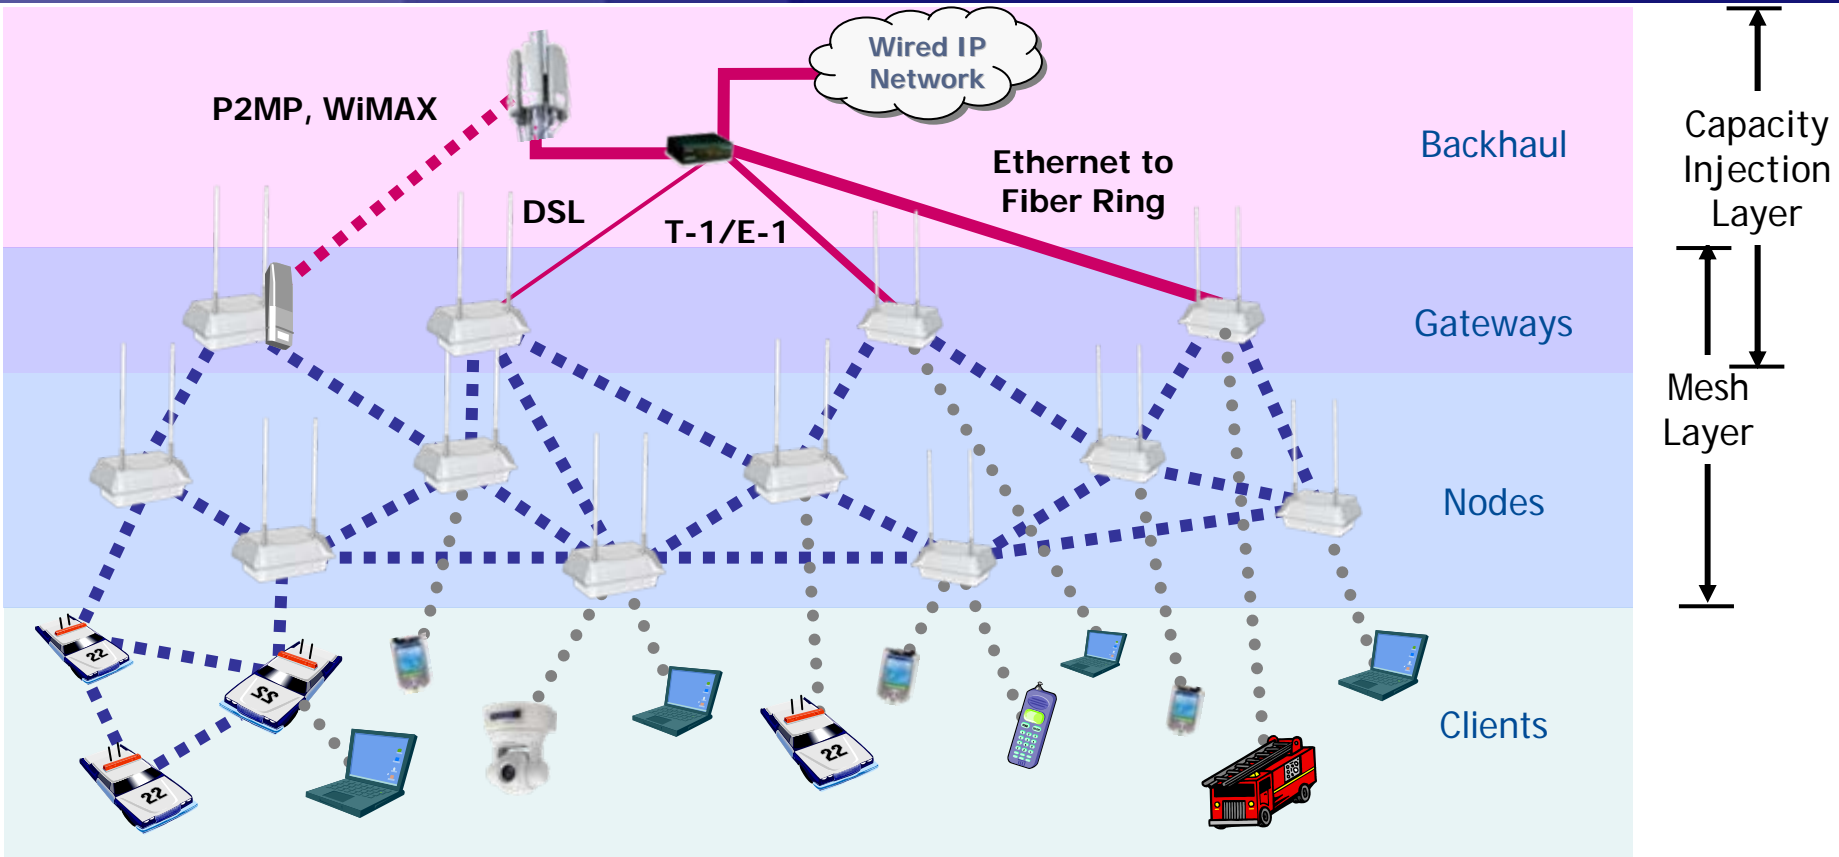 Wired IP
Network
P2MP, WiMAX
Backhaul
Capacity
Injection
Layer
Ethernet to
Fiber Ring
DSL
T-1/E-1
Gateways
Mesh
Layer
Nodes
Clients
22
22
22
22